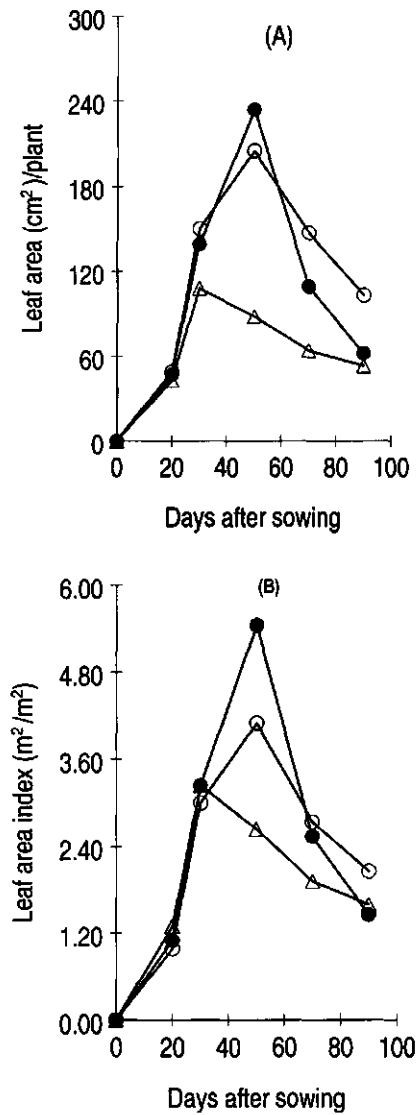 (A)
300
240
180
120
60
0
Leaf area (cm²)/plant
0 20 40 60 80 100
Days after sowing
(B)
6.00
4.80
3.60
2.40
1.20
0.00
Leaf area index (m²/m²)
0 20 40 60 80 100
Days after sowing